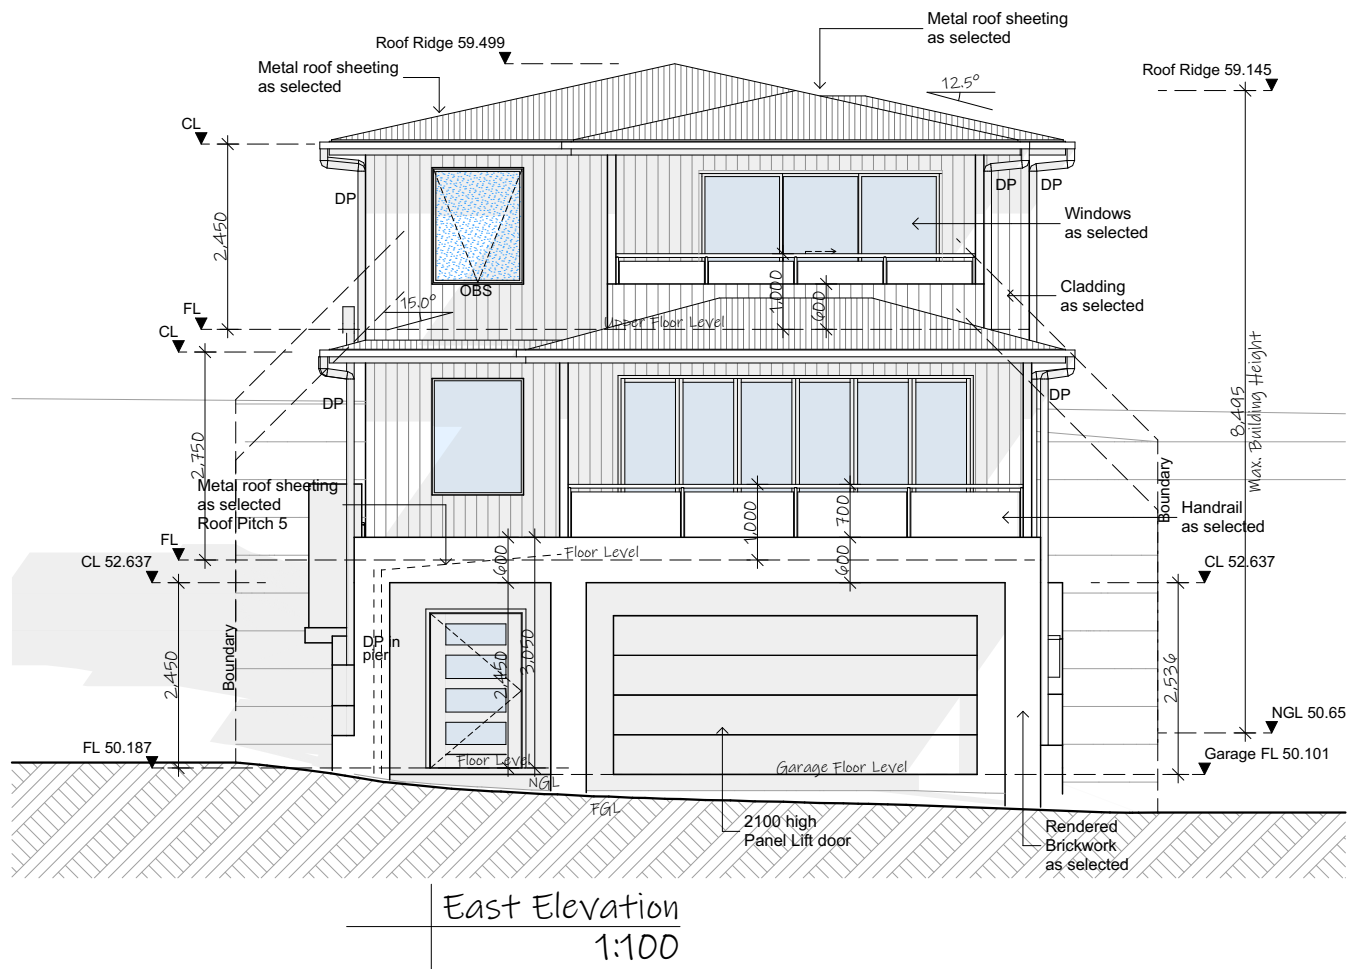 Metal roof sheeting
as selected
Roof Ridge 59.499
Metal roof sheeting
as selected
12.5°
Roof Ridge 59.145
CL
DP
DP
DP
2,450
Windows
as selected
OBS
15.0°
1,000
600
Cladding
as selected
FL
Upper Floor Level
CL
DP
DP
2,750
8,495
Max. Building Height
Metal roof sheeting
as selected
Roof Pitch 5
Boundary
Handrail
as selected
1,000
700
FL
Floor Level
600
600
CL 52.637
CL 52.637
Boundary
DP in
pier
2,450
2,450
3,050
2,536
NGL 50.65
FL 50.187
Floor Level
Garage Floor Level
Garage FL 50.101
NGL
FGL
2100 high
Panel Lift door
Rendered
Brickwork
as selected
East Elevation
1:100